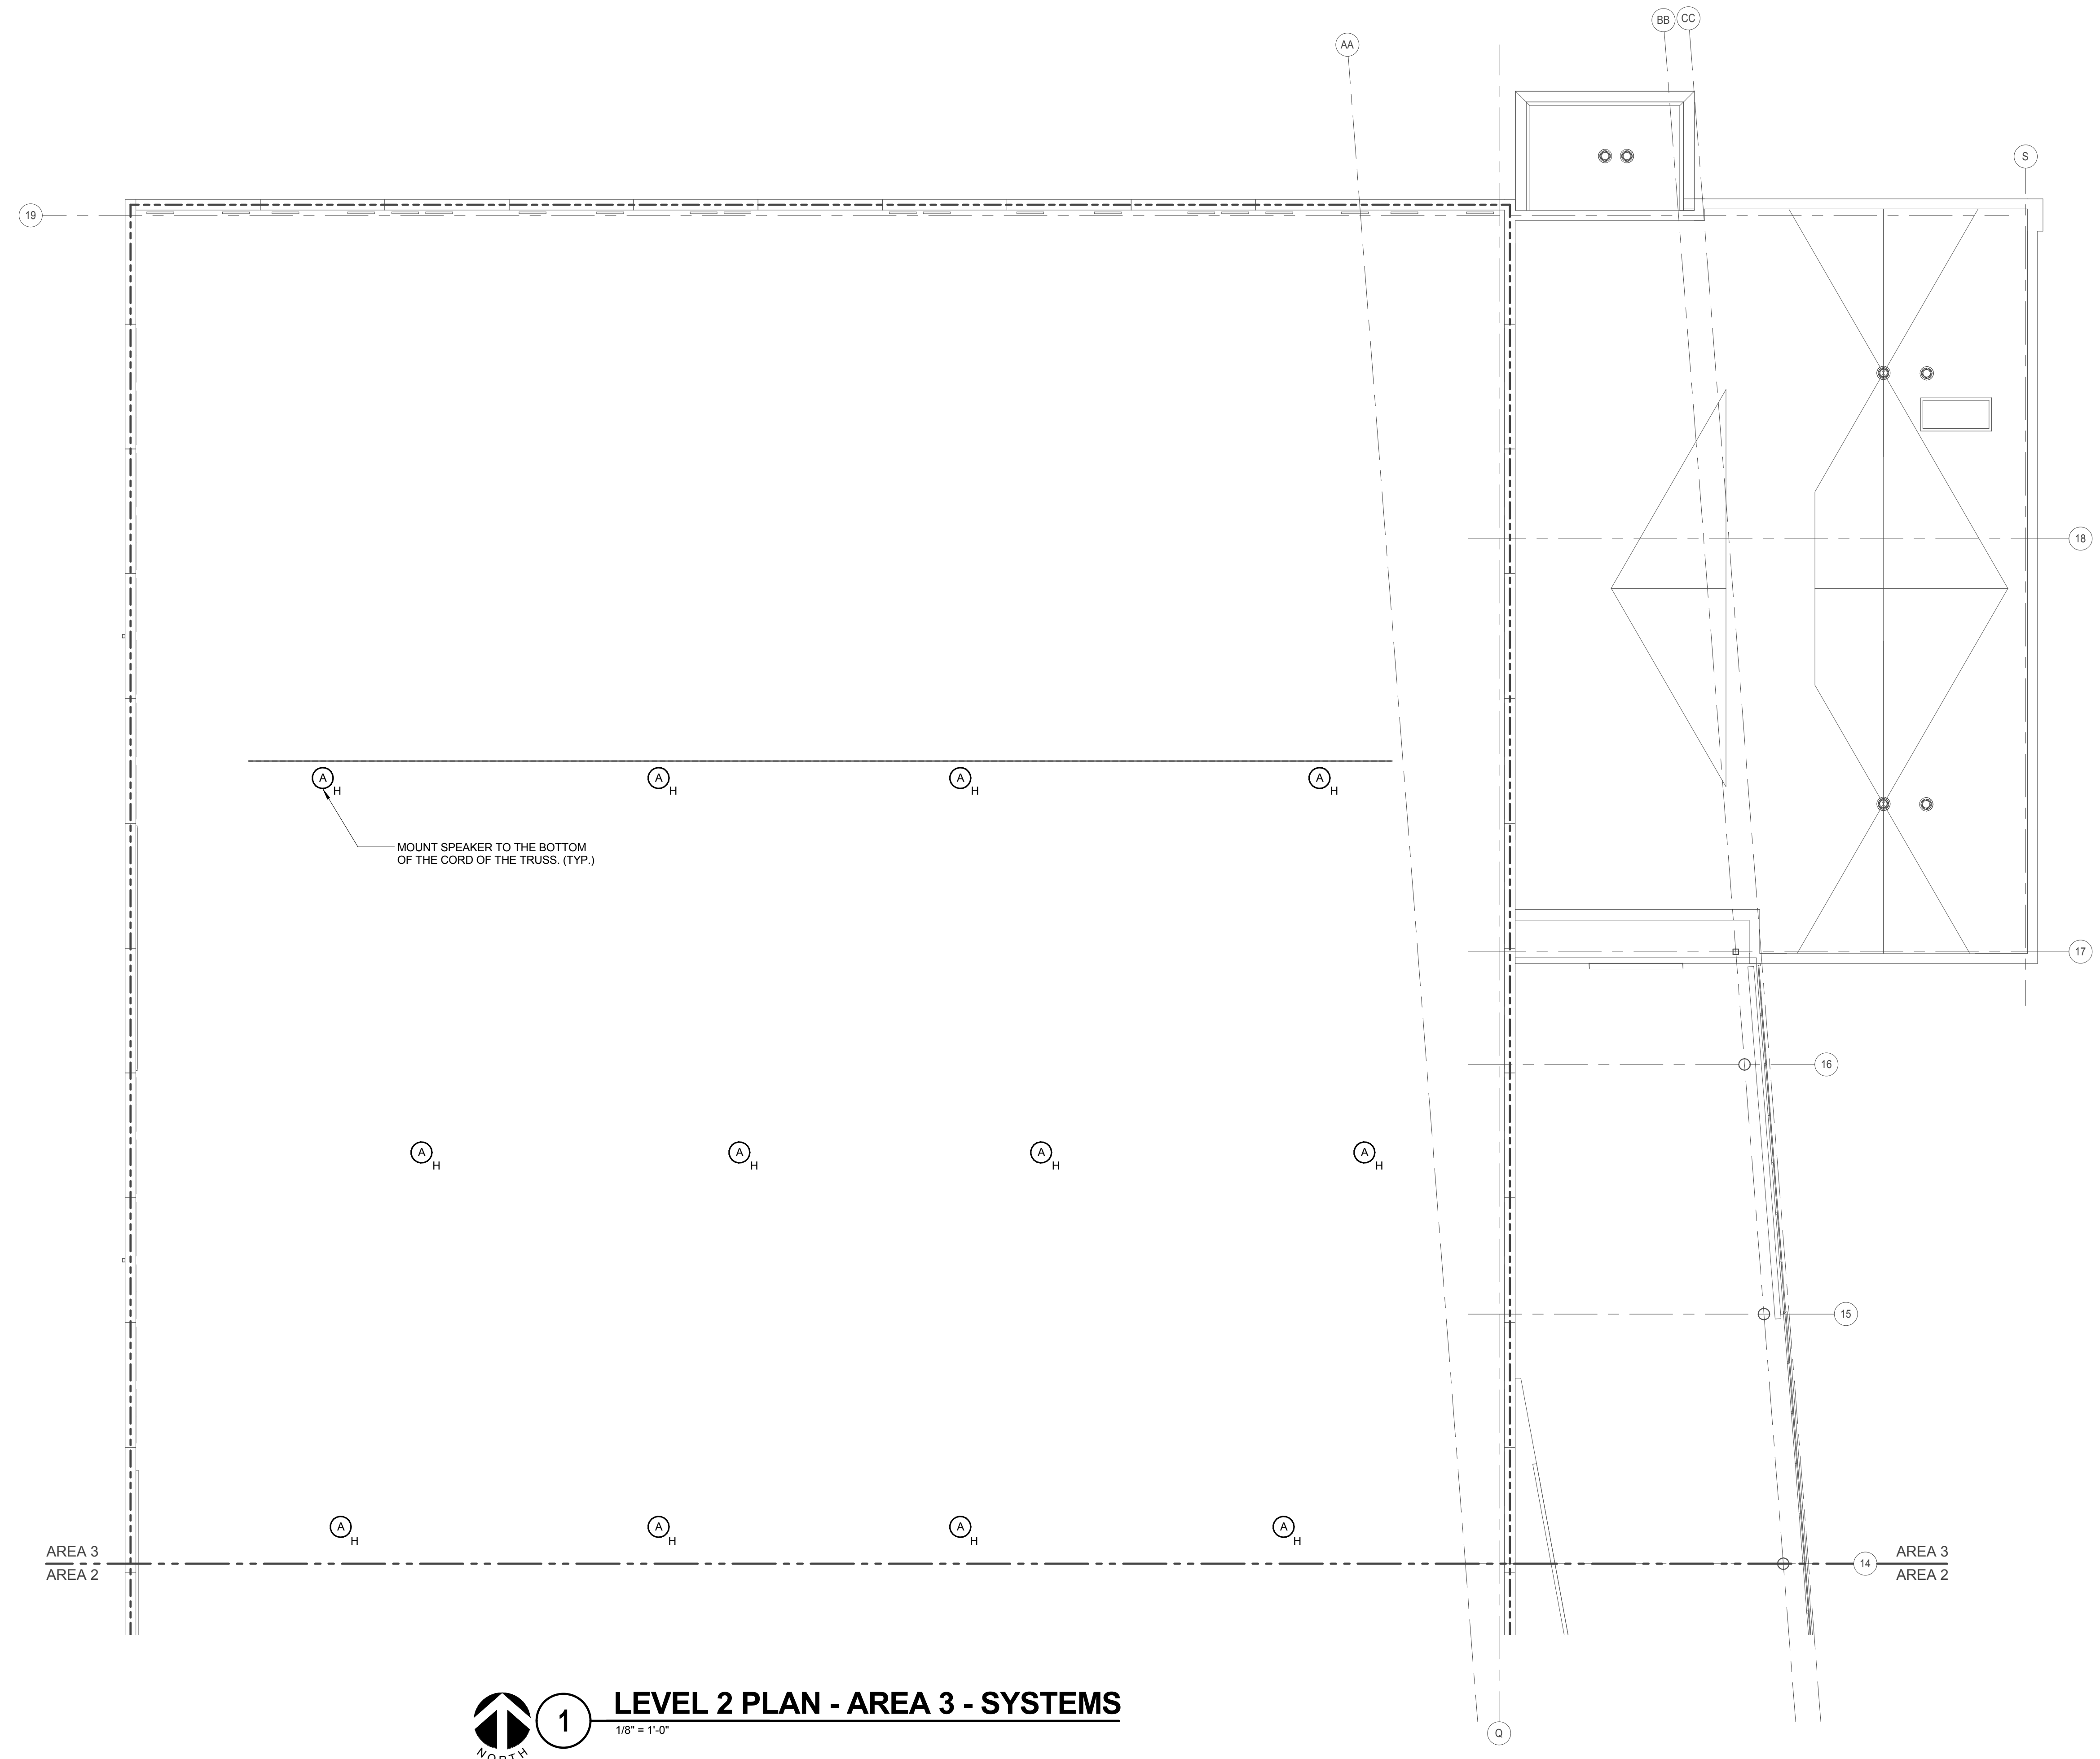 BB CC
AA
S
19
18
A H A H A H A H
MOUNT SPEAKER TO THE BOTTOM
OF THE CORD OF THE TRUSS. (TYP.)
17
16
A H A H A H A H
15
A H A H A H A H
AREA 3 14 AREA 3
AREA 2 AREA 2
1 LEVEL 2 PLAN - AREA 3 - SYSTEMS
1/8" = 1'-0"
Q
NORTH